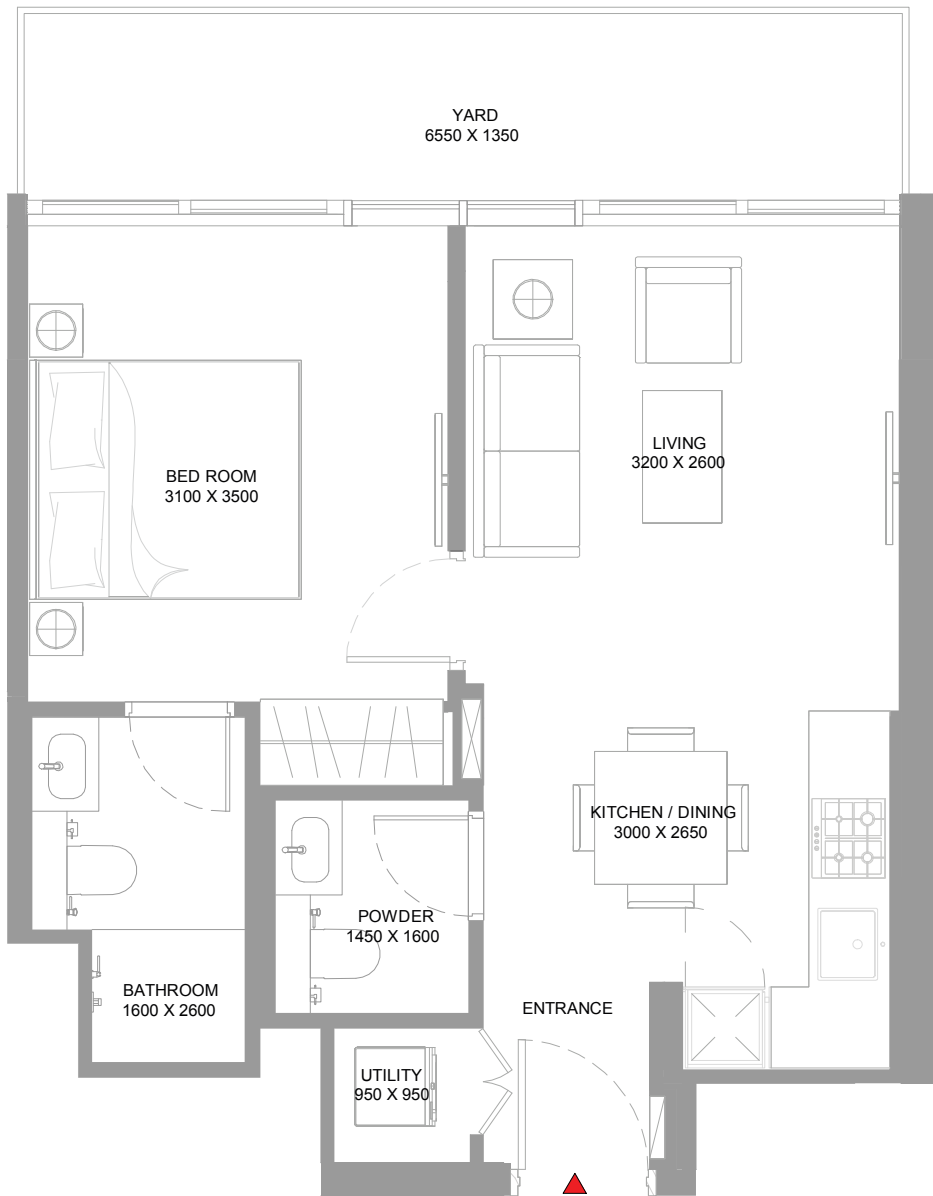 YARD
6550 X 1350
LIVING
3200 X 2600
BED ROOM
3100 X 3500
KITCHEN / DINING
3000 X 2650
POWDER
1450 X 1600
BATHROOM
1600 X 2600
ENTRANCE
UTILITY
950 X 950